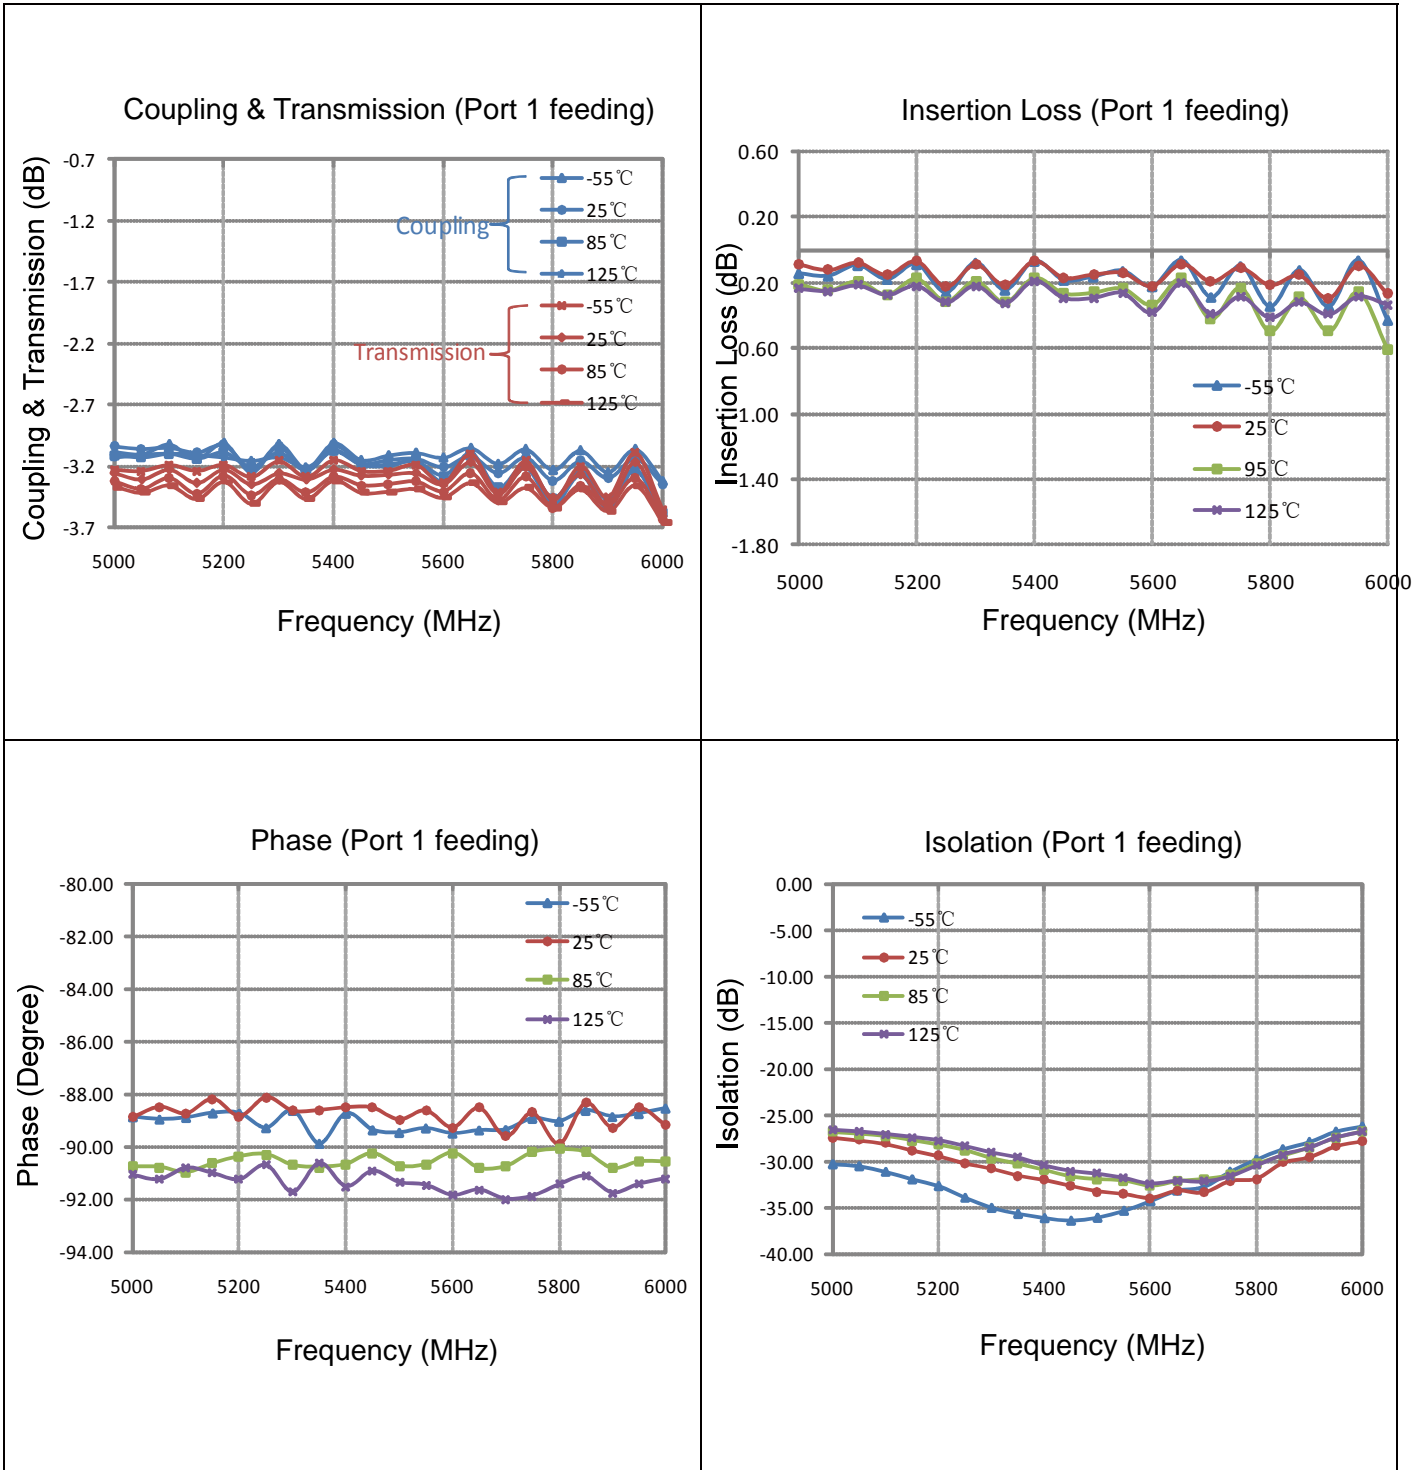 Coupling & Transmission (Port 1 feeding)
Coupling & Transmission (dB)
-0.7
-1.2
-1.7
-2.2
-2.7
-3.2
-3.7
Coupling
-55℃
25℃
85℃
125℃
Transmission
-55℃
25℃
85℃
125℃
5000 5200 5400 5600 5800 6000
Frequency (MHz)
Insertion Loss (Port 1 feeding)
Insertion Loss (dB)
0.60
0.20
-0.20
-0.60
-1.00
-1.40
-1.80
-55℃
25℃
95℃
125℃
5000 5200 5400 5600 5800 6000
Frequency (MHz)
Phase (Port 1 feeding)
Phase (Degree)
-80.00
-82.00
-84.00
-86.00
-88.00
-90.00
-92.00
-94.00
-55℃
25℃
85℃
125℃
5000 5200 5400 5600 5800 6000
Frequency (MHz)
Isolation (Port 1 feeding)
Isolation (dB)
0.00
-5.00
-10.00
-15.00
-20.00
-25.00
-30.00
-35.00
-40.00
-55℃
25℃
85℃
125℃
5000 5200 5400 5600 5800 6000
Frequency (MHz)